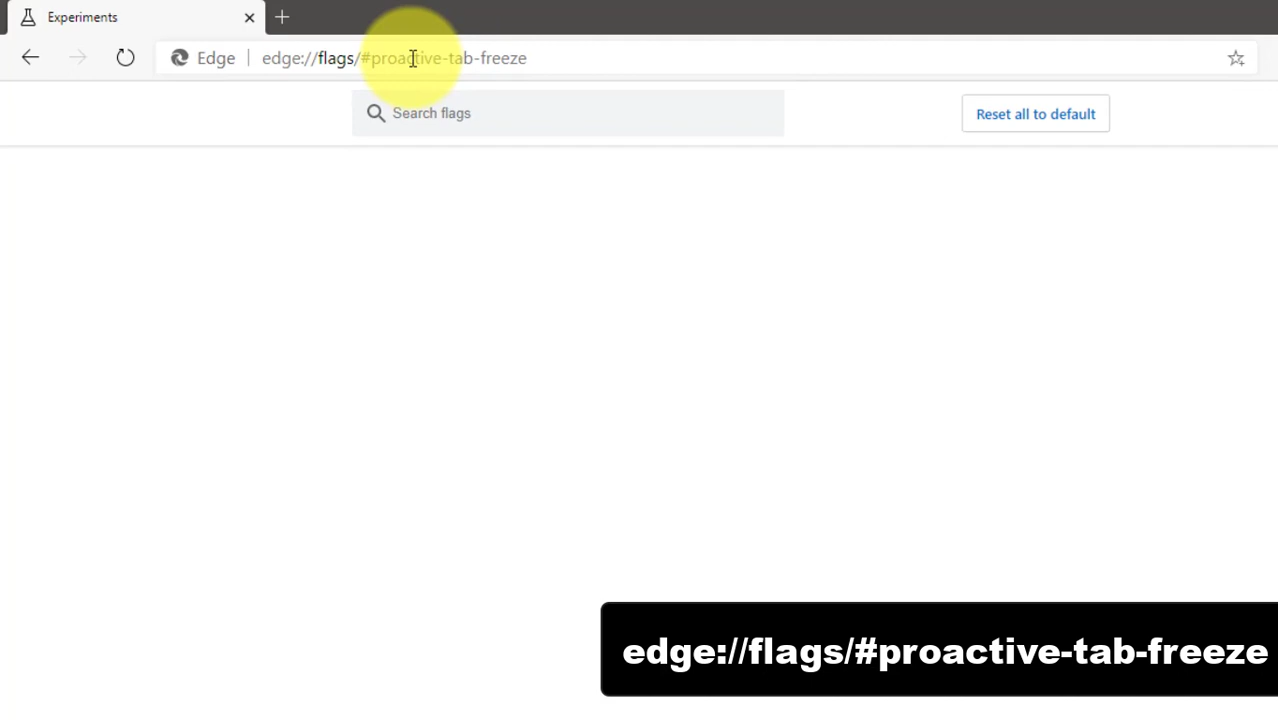 Experiments
Edge edge://flags/#proactive-tab-freeze
Search flags
Reset all to default
edge://flags/#proactive-tab-freeze